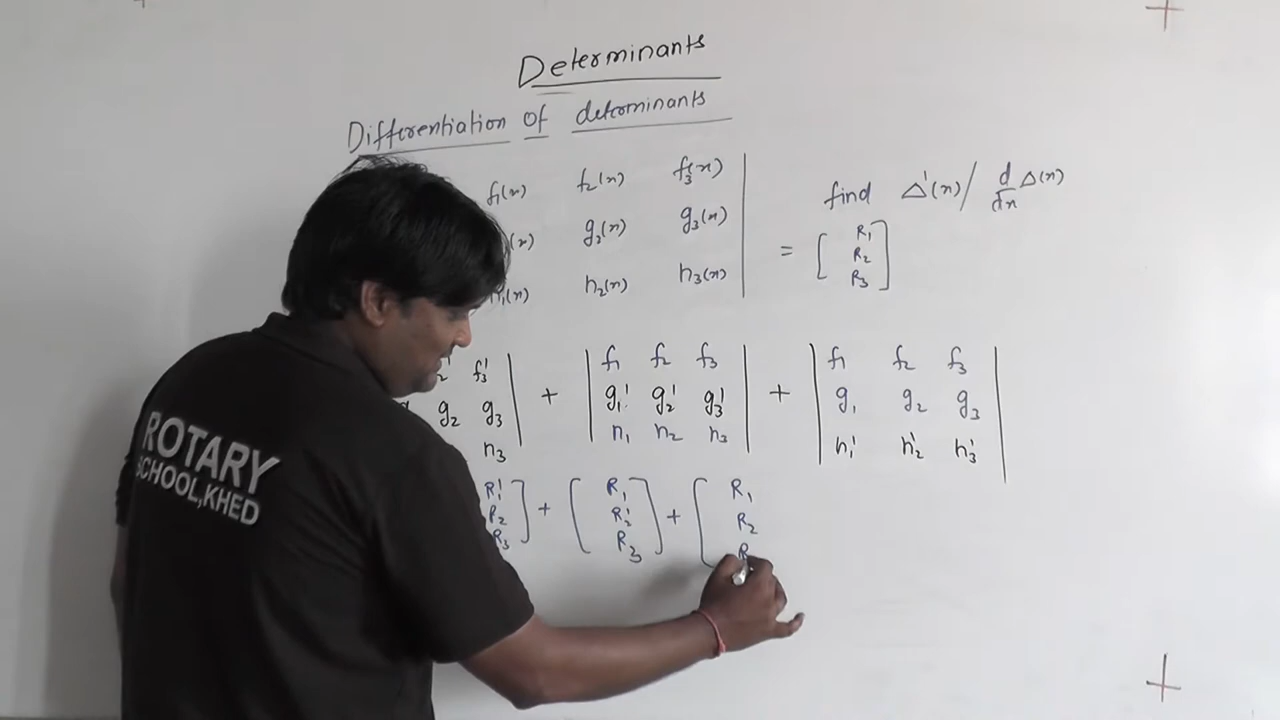 Determinants
Differentiation of determinants
f₁(x) f₂(x) f₃(x)
(x) g₂(x) g₃(x)
h₁(x) h₂(x) h₃(x)
find Δ'(x) / d/dx Δ(x)
= [ R₁
R₂
R₃ ]
₂' f₃' | + | f₁ f₂ f₃ | + | f₁ f₂ f₃ |
g₂ g₃ | g₁' g₂' g₃' | g₁ g₂ g₃
h₃ | h₁ h₂ h₃ | h₁' h₂' h₃'
R₁' ] + [ R₁ ] + [ R₁
R₂ R₂' R₂
R₃ R₃ R
ROTARY
SCHOOL,KHED